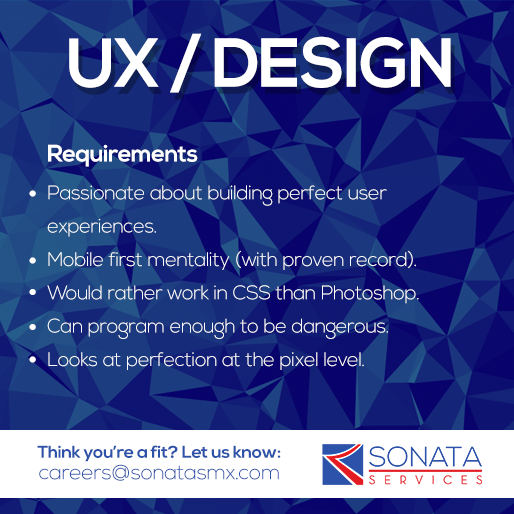 UX / DESIGN
Requirements
• Passionate about building perfect user
experiences.
• Mobile first mentality (with proven record).
• Would rather work in CSS than Photoshop.
• Can program enough to be dangerous.
• Looks at perfection at the pixel level.
Think you're a fit? Let us know:
careers@sonatasmx.com
SONATA
SERVICES